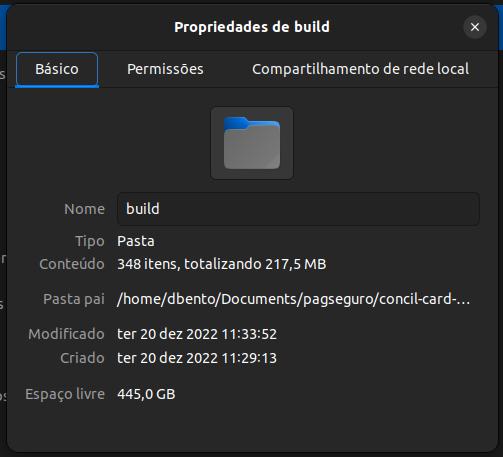 Propriedades de build
Básico Permissões Compartilhamento de rede local
Nome build
Tipo Pasta
Conteúdo 348 itens, totalizando 217,5 MB
Pasta pai /home/dbento/Documents/pagseguro/concil-card-...
Modificado ter 20 dez 2022 11:33:52
Criado ter 20 dez 2022 11:29:13
Espaço livre 445,0 GB